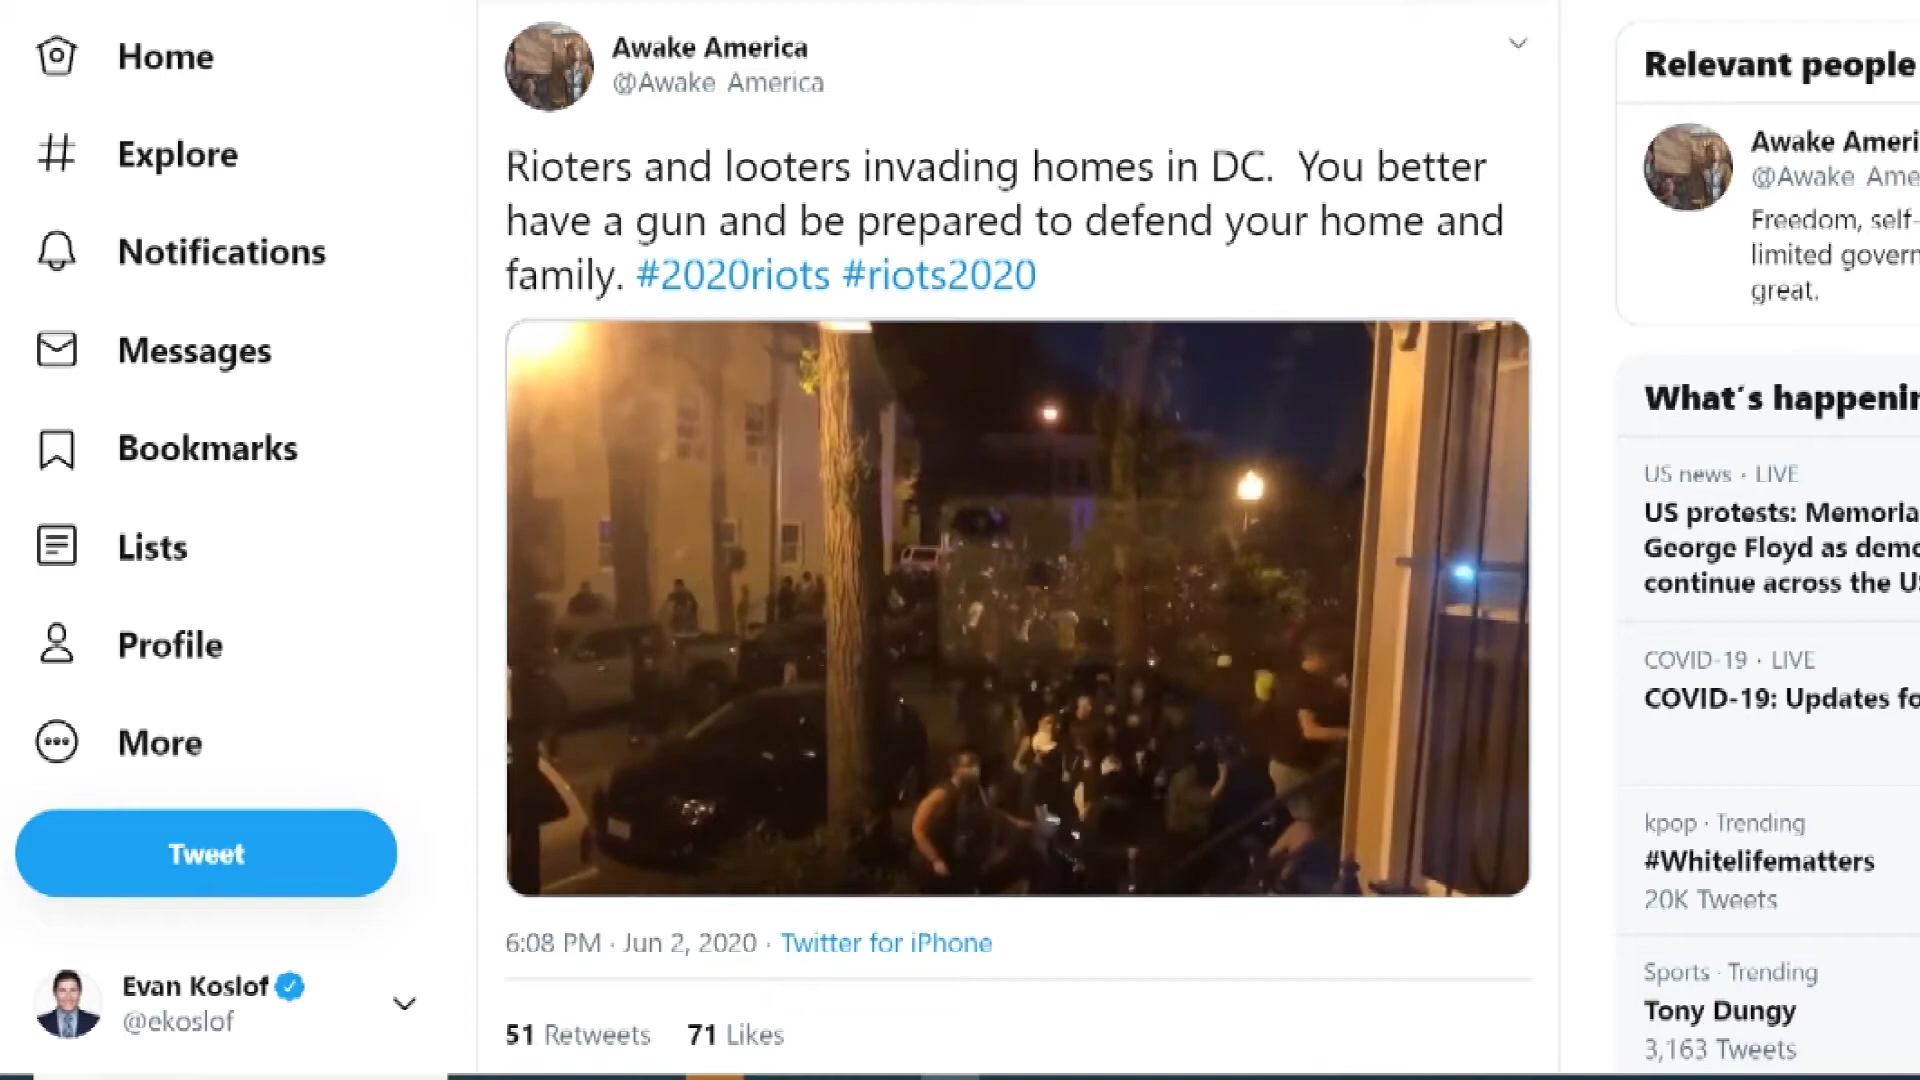 Home
Explore
Notifications
Messages
Bookmarks
Lists
Profile
More
Tweet
Evan Koslof
@ekoslof
Awake America
@Awake_America
Rioters and looters invading homes in DC. You better
have a gun and be prepared to defend your home and
family. #2020riots #riots2020
6:08 PM · Jun 2, 2020 · Twitter for iPhone
51 Retweets 71 Likes
Relevant people
Awake Ameri
@Awake_Ame
Freedom, self-
limited govern
great.
What's happenin
US news · LIVE
US protests: Memoria
George Floyd as demo
continue across the U
COVID-19 · LIVE
COVID-19: Updates fo
kpop · Trending
#Whitelifematters
20K Tweets
Sports · Trending
Tony Dungy
3,163 Tweets